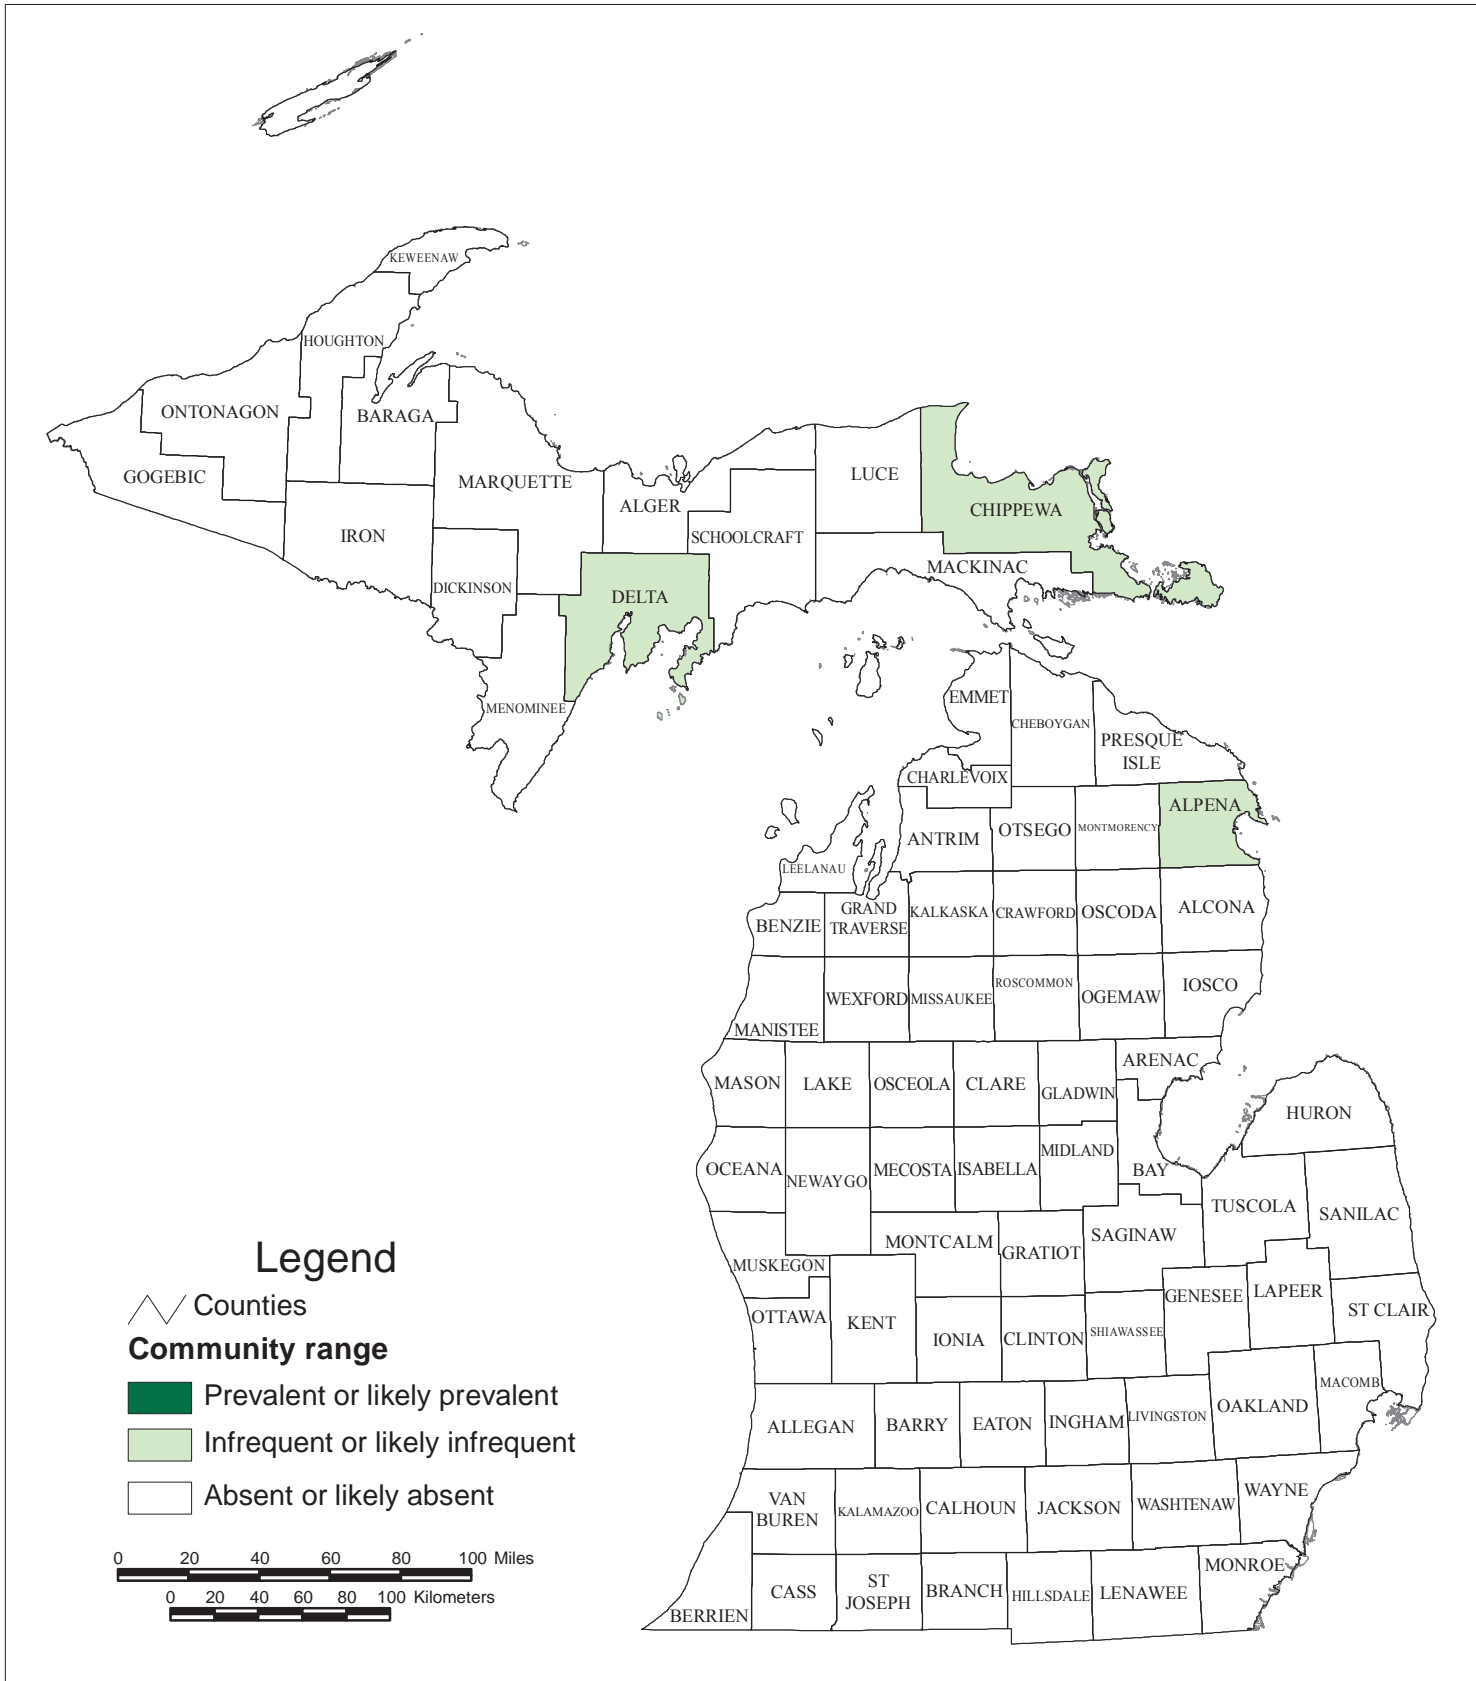 KEWEENAW
HOUGHTON
ONTONAGON
BARAGA
GOGEBIC
MARQUETTE
LUCE
ALGER
CHIPPEWA
IRON
SCHOOLCRAFT
MACKINAC
DICKINSON
DELTA
MENOMINEE
EMMET
CHEBOYGAN
PRESQUE
ISLE
CHARLEVOIX
ALPENA
ANTRIM
OTSEGO
MONTMORENCY
LEELANAU
BENZIE
GRAND
TRAVERSE
KALKASKA
CRAWFORD
OSCODA
ALCONA
MANISTEE
WEXFORD
MISSAUKEE
ROSCOMMON
OGEMAW
IOSCO
ARENAC
MASON
LAKE
OSCEOLA
CLARE
GLADWIN
HURON
OCEANA
NEWAYGO
MECOSTA
ISABELLA
MIDLAND
BAY
TUSCOLA
SANILAC
MONTCALM
GRATIOT
SAGINAW
MUSKEGON
GENESEE
LAPEER
ST CLAIR
OTTAWA
KENT
IONIA
CLINTON
SHIAWASSEE
ALLEGAN
BARRY
EATON
INGHAM
LIVINGSTON
OAKLAND
MACOMB
VAN
BUREN
KALAMAZOO
CALHOUN
JACKSON
WASHTENAW
WAYNE
BERRIEN
CASS
ST
JOSEPH
BRANCH
HILLSDALE
LENAWEE
MONROE
Legend
Counties
Community range
Prevalent or likely prevalent
Infrequent or likely infrequent
Absent or likely absent
0 20 40 60 80 100 Miles
0 20 40 60 80 100 Kilometers